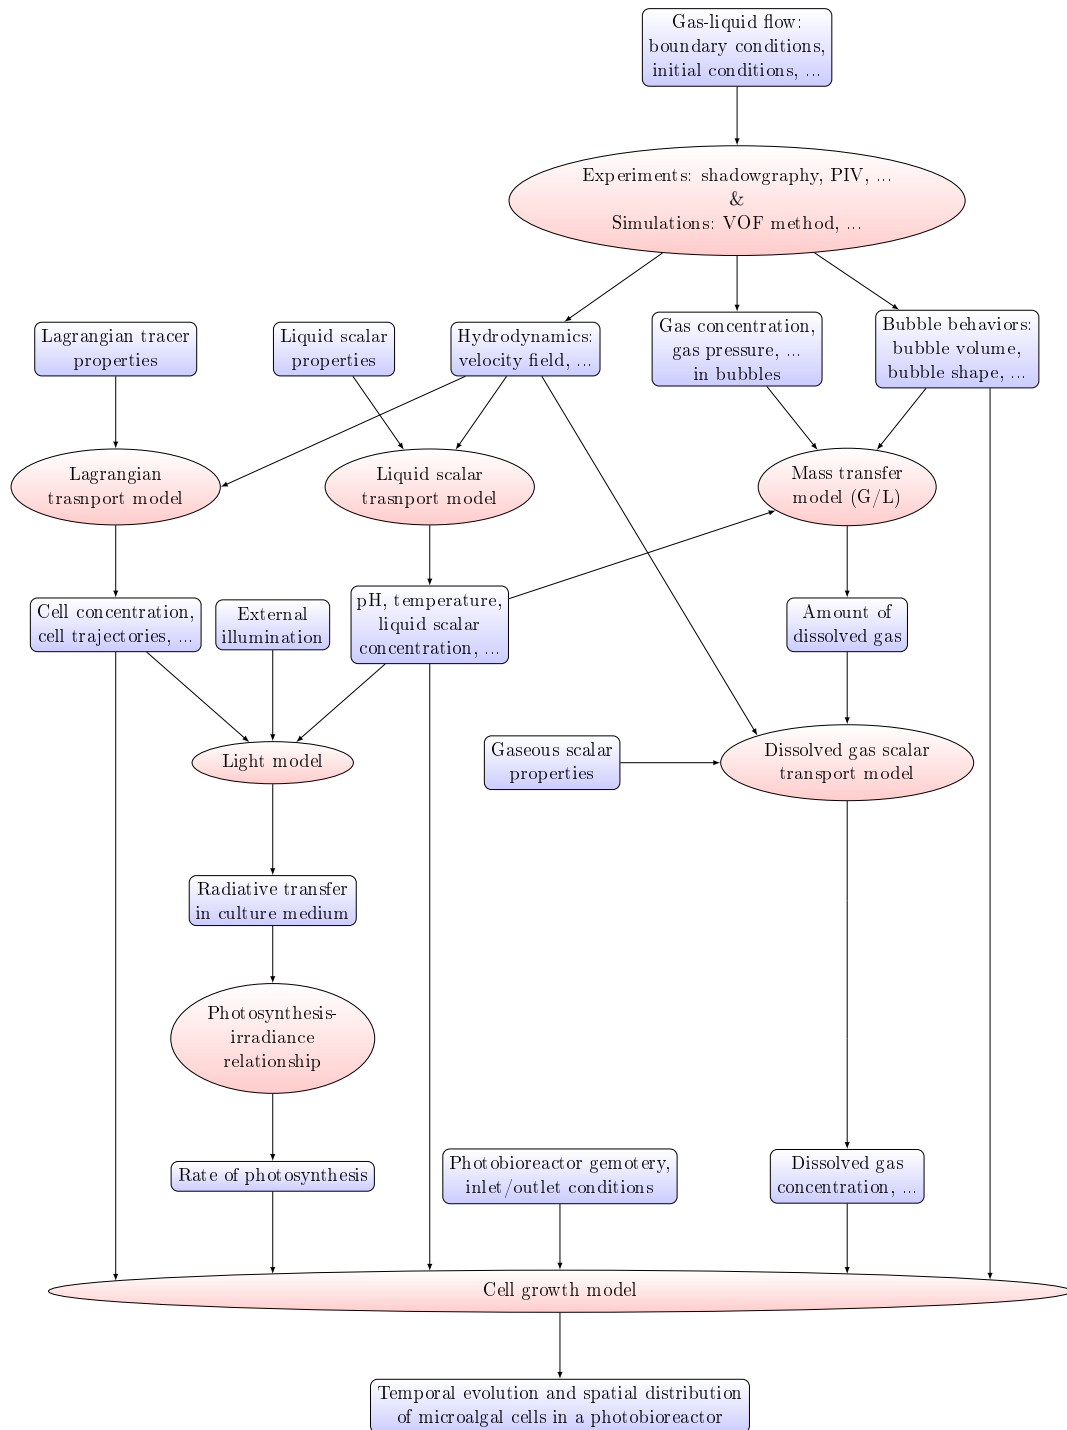 Gas-liquid flow:
boundary conditions,
initial conditions, ...
Experiments: shadowgraphy, PIV, ...
&
Simulations: VOF method, ...
Lagrangian tracer
properties
Liquid scalar
properties
Hydrodynamics:
velocity field, ...
Gas concentration,
gas pressure, ...
in bubbles
Bubble behaviors:
bubble volume,
bubble shape, ...
Lagrangian
trasnport model
Liquid scalar
trasnport model
Mass transfer
model (G/L)
Cell concentration,
cell trajectories, ...
External
illumination
pH, temperature,
liquid scalar
concentration, ...
Amount of
dissolved gas
Light model
Gaseous scalar
properties
Dissolved gas scalar
transport model
Radiative transfer
in culture medium
Photosynthesis-
irradiance
relationship
Rate of photosynthesis
Photobioreactor gemotery,
inlet/outlet conditions
Dissolved gas
concentration, ...
Cell growth model
Temporal evolution and spatial distribution
of microalgal cells in a photobioreactor